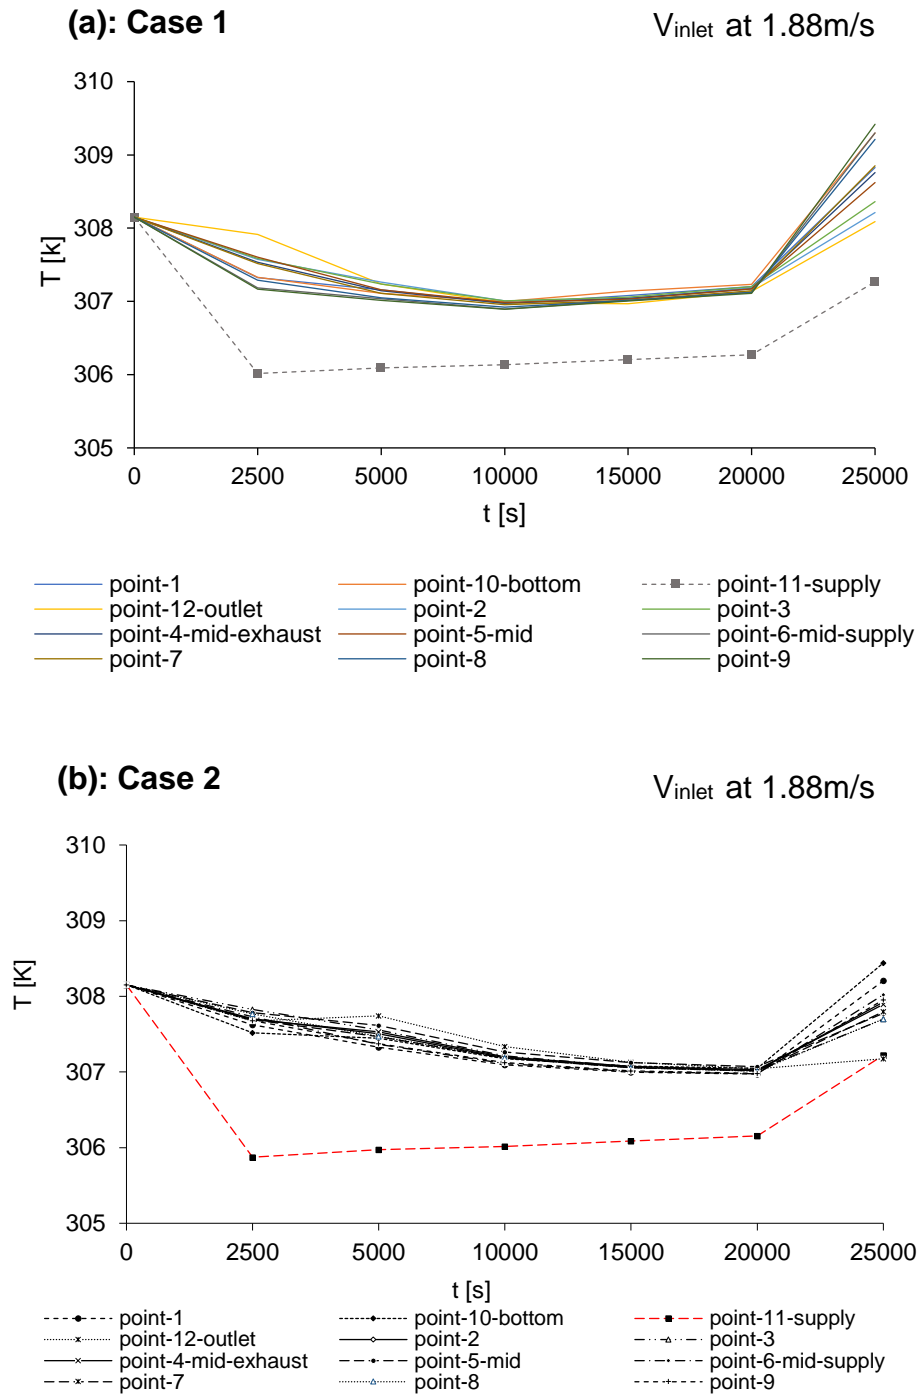 (a): Case 1
Vinlet at 1.88m/s
310
309
308
307
306
305
T [k]
0 2500 5000 10000 15000 20000 25000
t [s]
point-1 point-10-bottom point-11-supply
point-12-outlet point-2 point-3
point-4-mid-exhaust point-5-mid point-6-mid-supply
point-7 point-8 point-9
(b): Case 2
Vinlet at 1.88m/s
310
309
308
307
306
305
T [K]
0 2500 5000 10000 15000 20000 25000
t [s]
point-1 point-10-bottom point-11-supply
point-12-outlet point-2 point-3
point-4-mid-exhaust point-5-mid point-6-mid-supply
point-7 point-8 point-9